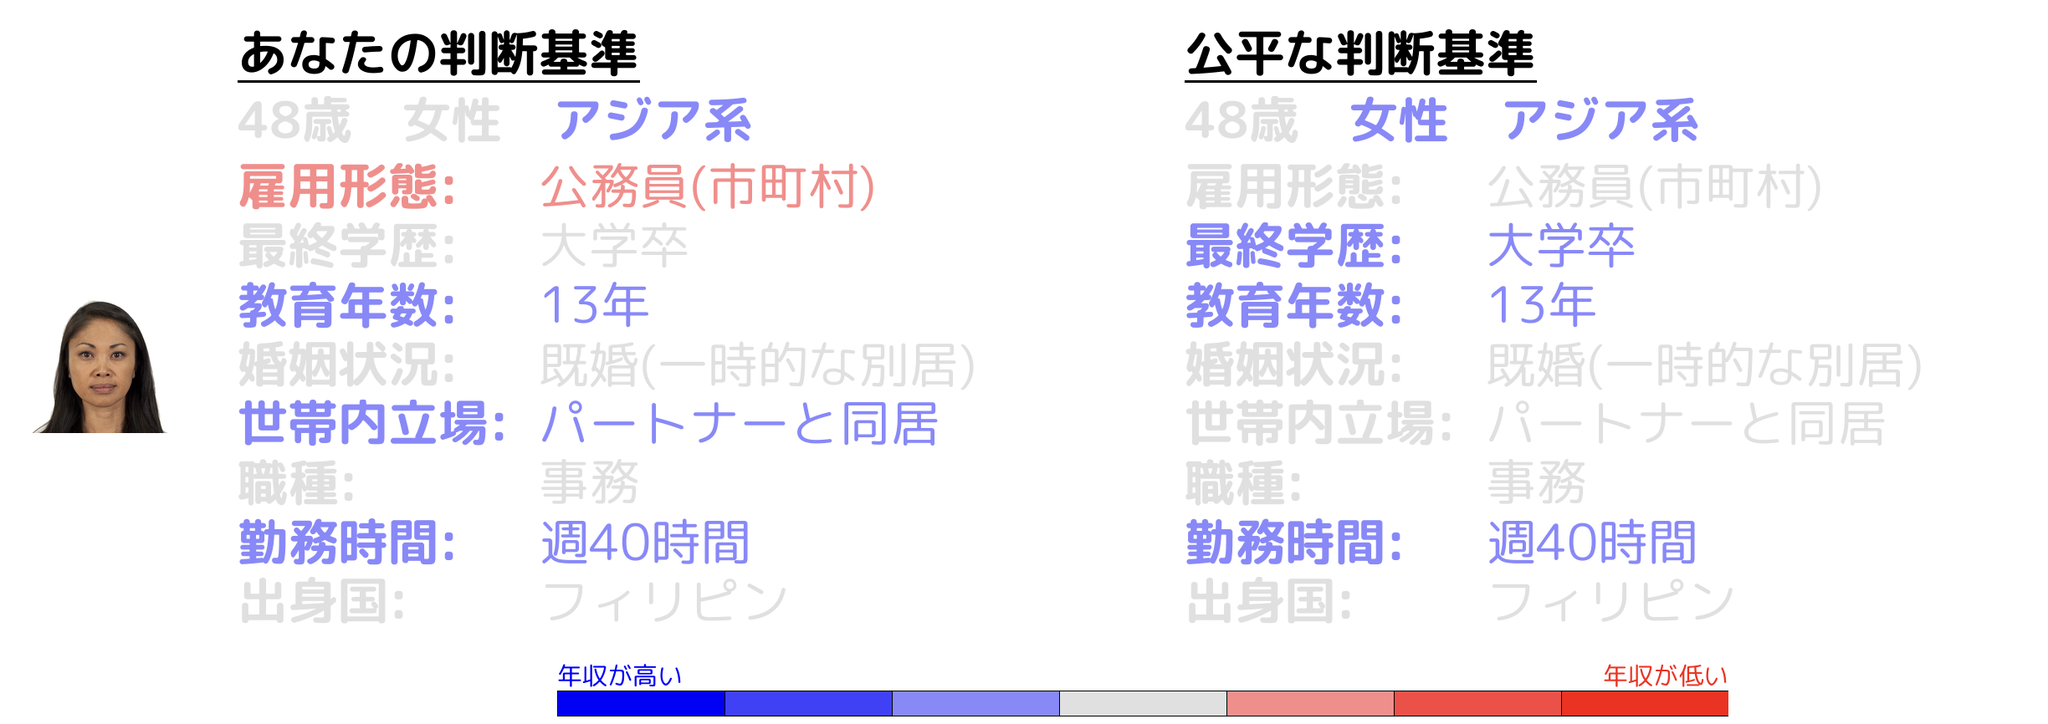 あなたの判断基準
48歳 女性 アジア系
雇用形態: 公務員(市町村)
最終学歴: 大学卒
教育年数: 13年
婚姻状況: 既婚(一時的な別居)
世帯内立場: パートナーと同居
職種: 事務
勤務時間: 週40時間
出身国: フィリピン
公平な判断基準
48歳 女性 アジア系
雇用形態: 公務員(市町村)
最終学歴: 大学卒
教育年数: 13年
婚姻状況: 既婚(一時的な別居)
世帯内立場: パートナーと同居
職種: 事務
勤務時間: 週40時間
出身国: フィリピン
年収が高い
年収が低い